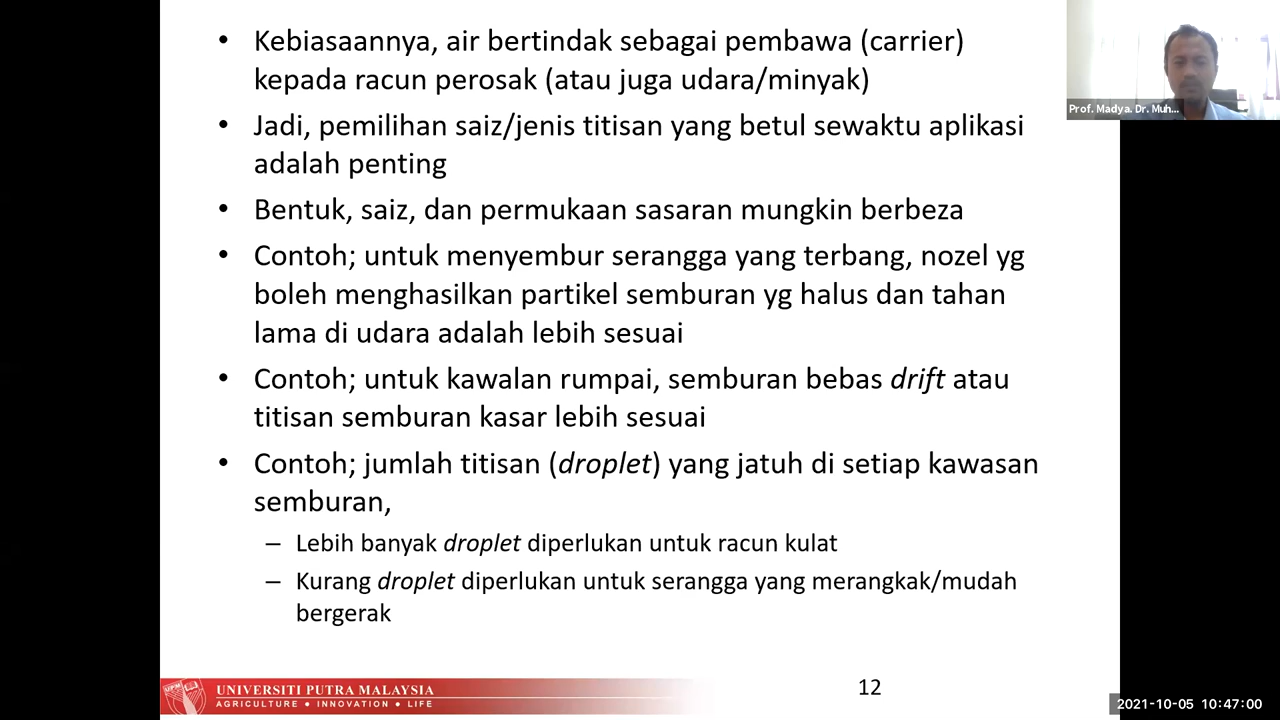 • Kebiasaannya, air bertindak sebagai pembawa (carrier)
kepada racun perosak (atau juga udara/minyak)
• Jadi, pemilihan saiz/jenis titisan yang betul sewaktu aplikasi
adalah penting
• Bentuk, saiz, dan permukaan sasaran mungkin berbeza
• Contoh; untuk menyembur serangga yang terbang, nozel yg
boleh menghasilkan partikel semburan yg halus dan tahan
lama di udara adalah lebih sesuai
• Contoh; untuk kawalan rumpai, semburan bebas drift atau
titisan semburan kasar lebih sesuai
• Contoh; jumlah titisan (droplet) yang jatuh di setiap kawasan
semburan,
– Lebih banyak droplet diperlukan untuk racun kulat
– Kurang droplet diperlukan untuk serangga yang merangkak/mudah
bergerak
Prof. Madya. Dr. Muh...
UPM
UNIVERSITI PUTRA MALAYSIA
AGRICULTURE • INNOVATION • LIFE
12
2021-10-05 10:47:00